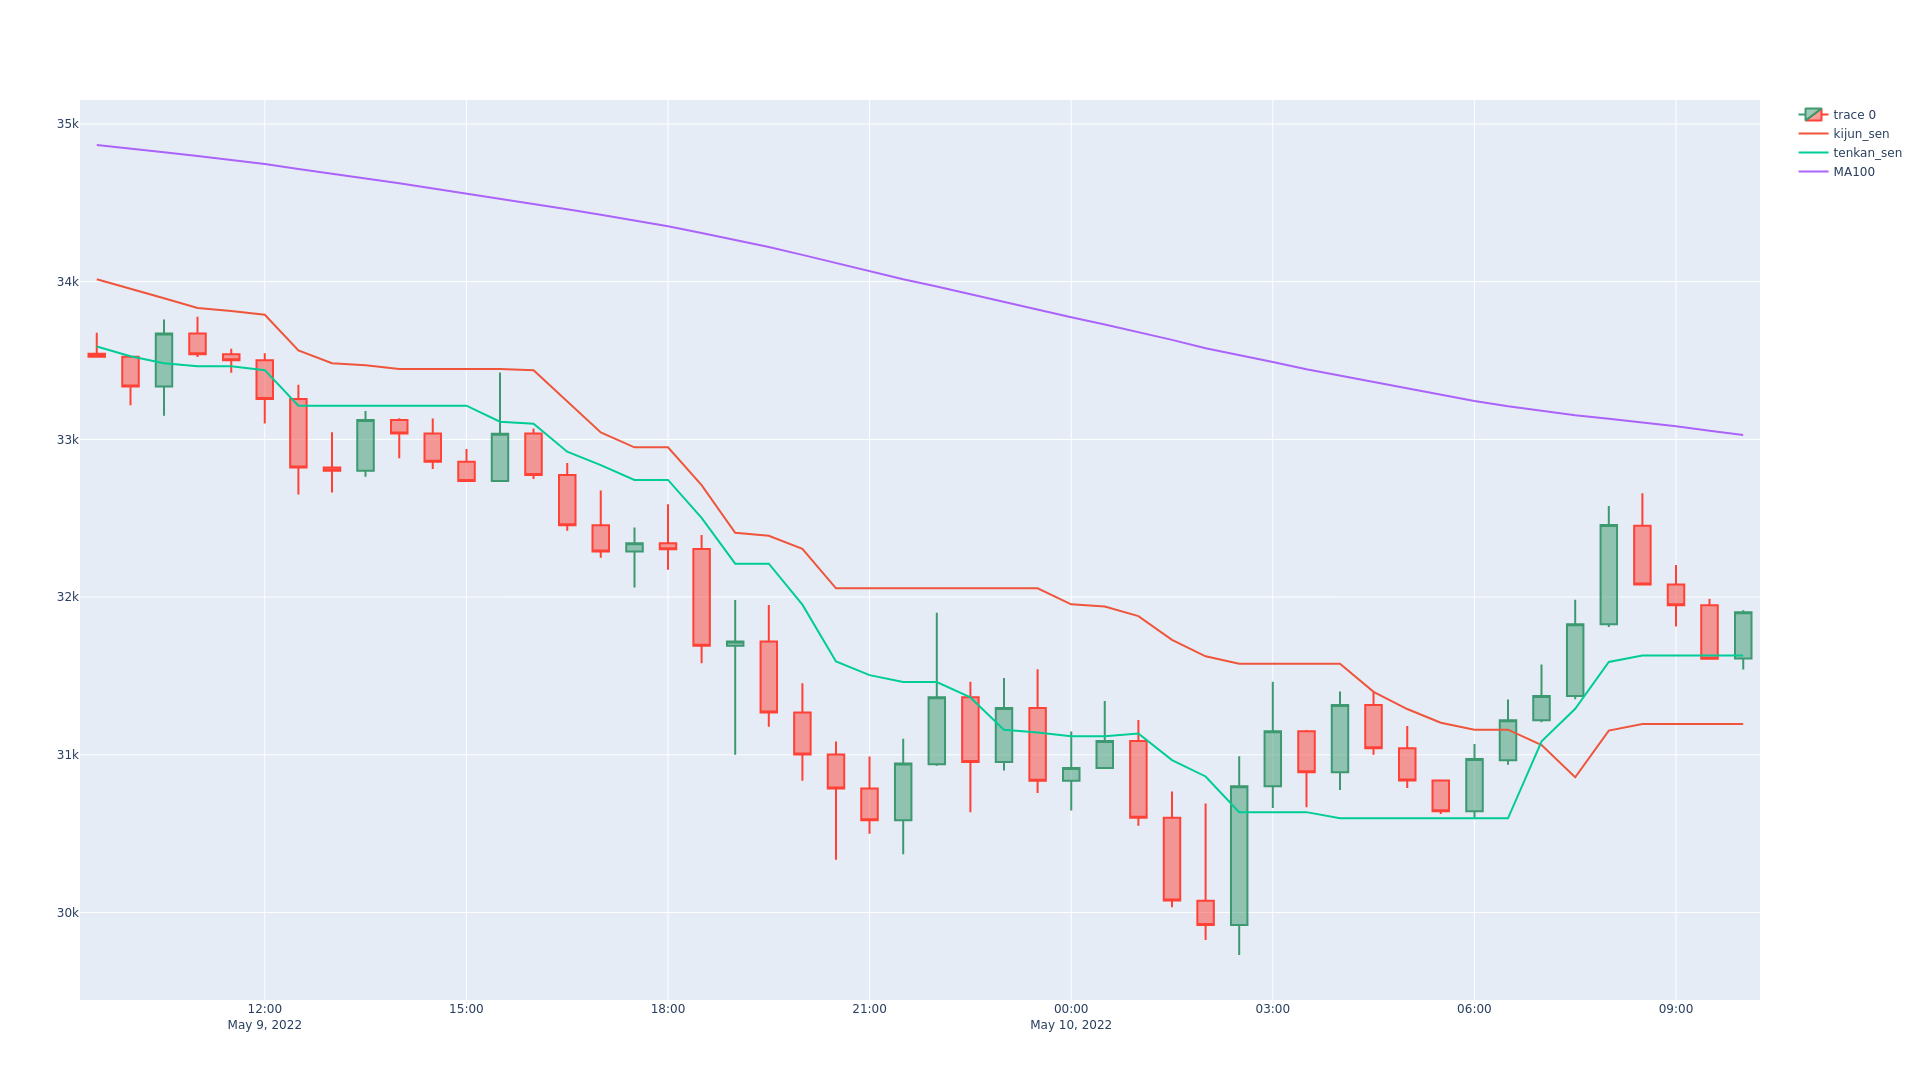 35k
34k
33k
32k
31k
30k
12:00
May 9, 2022
15:00
18:00
21:00
00:00
May 10, 2022
03:00
06:00
09:00
trace 0
kijun_sen
tenkan_sen
MA100